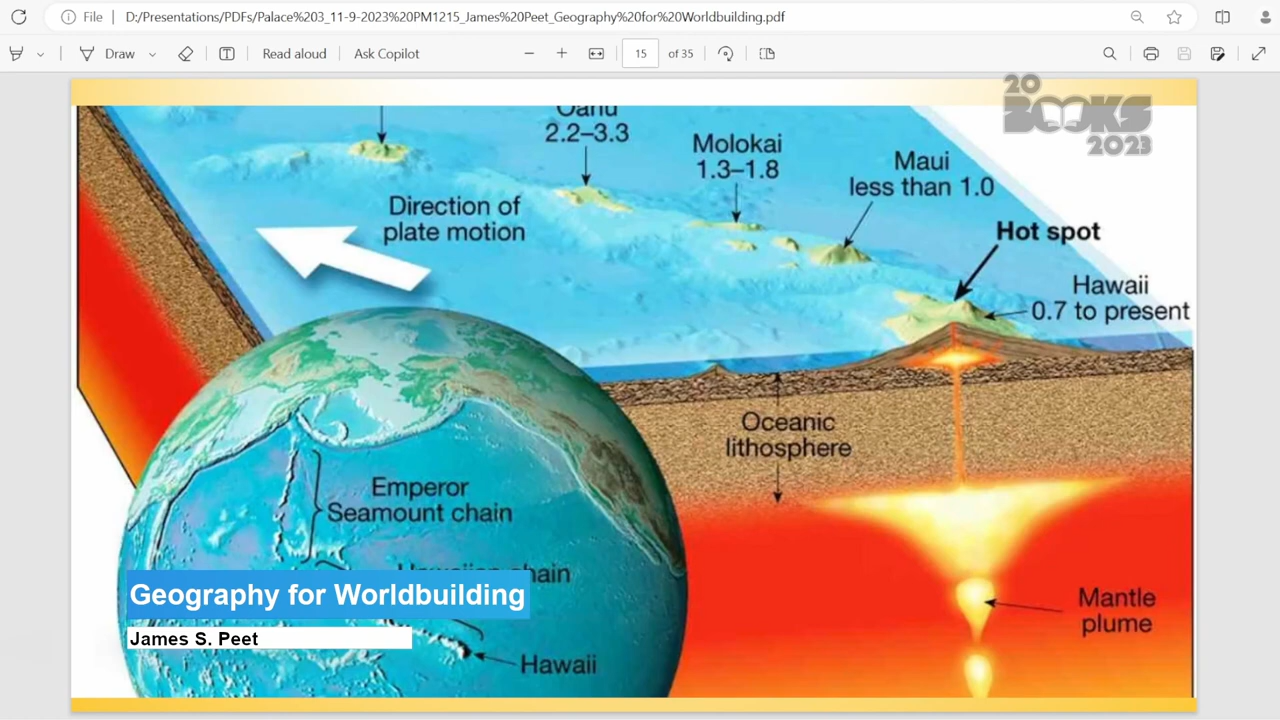 File
D:/Presentations/PDFs/Palace%203_11-9-2023%20PM1215_James%20Peet_Geography%20for%20Worldbuilding.pdf
Draw
Read aloud
Ask Copilot
15
of 35
20
BOOKS
2023
Oahu
2.2–3.3
Molokai
1.3–1.8
Maui
less than 1.0
Direction of
plate motion
Hot spot
Hawaii
0.7 to present
Oceanic
lithosphere
Emperor
Seamount chain
Hawaiian chain
Geography for Worldbuilding
James S. Peet
Hawaii
Mantle
plume